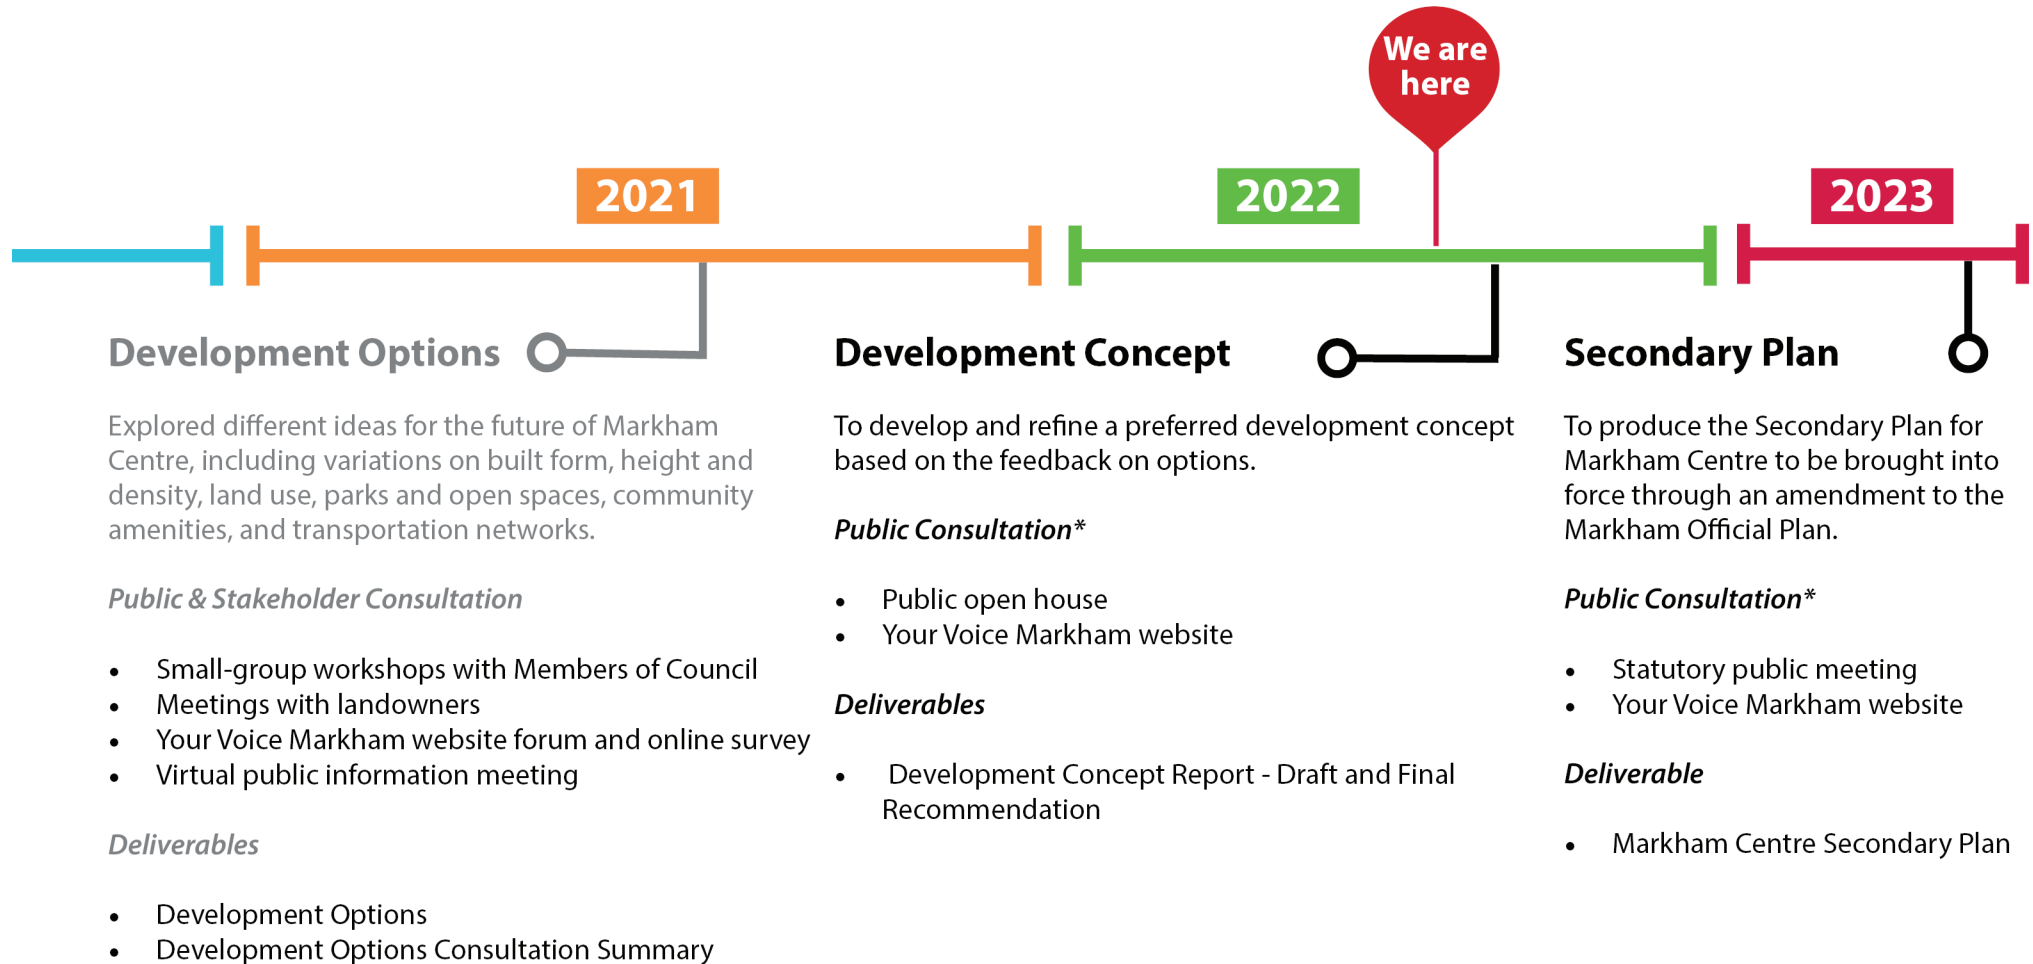 We are
here
2021
2022
2023
Development Options
Explored different ideas for the future of Markham
Centre, including variations on built form, height and
density, land use, parks and open spaces, community
amenities, and transportation networks.
Public & Stakeholder Consultation
• Small-group workshops with Members of Council
• Meetings with landowners
• Your Voice Markham website forum and online survey
• Virtual public information meeting
Deliverables
• Development Options
• Development Options Consultation Summary
Development Concept
To develop and refine a preferred development concept
based on the feedback on options.
Public Consultation*
• Public open house
• Your Voice Markham website
Deliverables
• Development Concept Report - Draft and Final
Recommendation
Secondary Plan
To produce the Secondary Plan for
Markham Centre to be brought into
force through an amendment to the
Markham Official Plan.
Public Consultation*
• Statutory public meeting
• Your Voice Markham website
Deliverable
• Markham Centre Secondary Plan